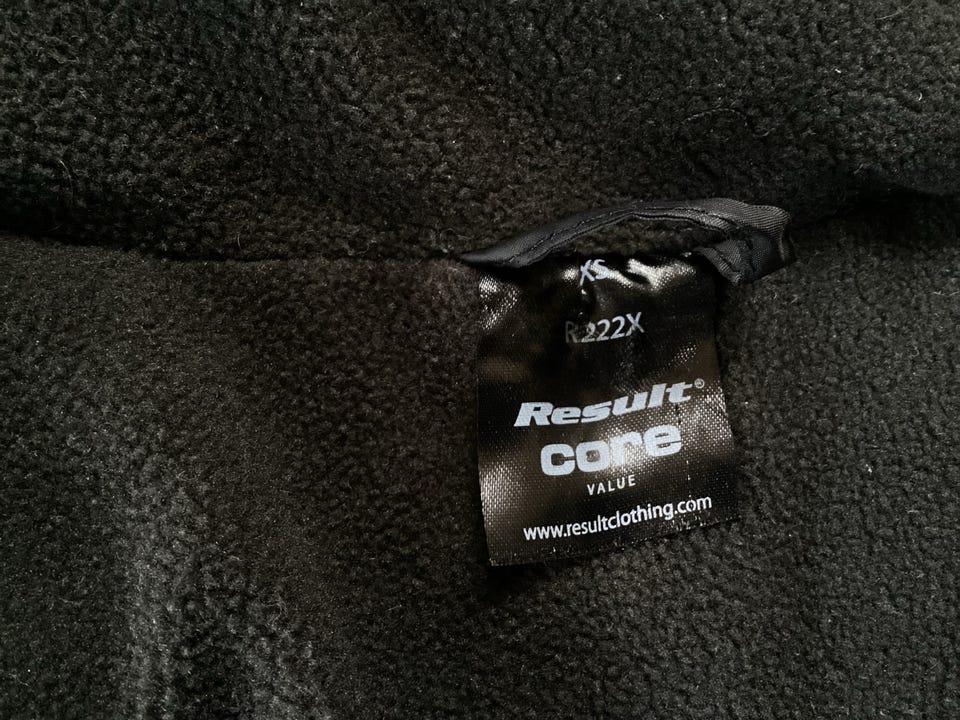 XS
R222X
Result®
core
VALUE
www.resultclothing.com